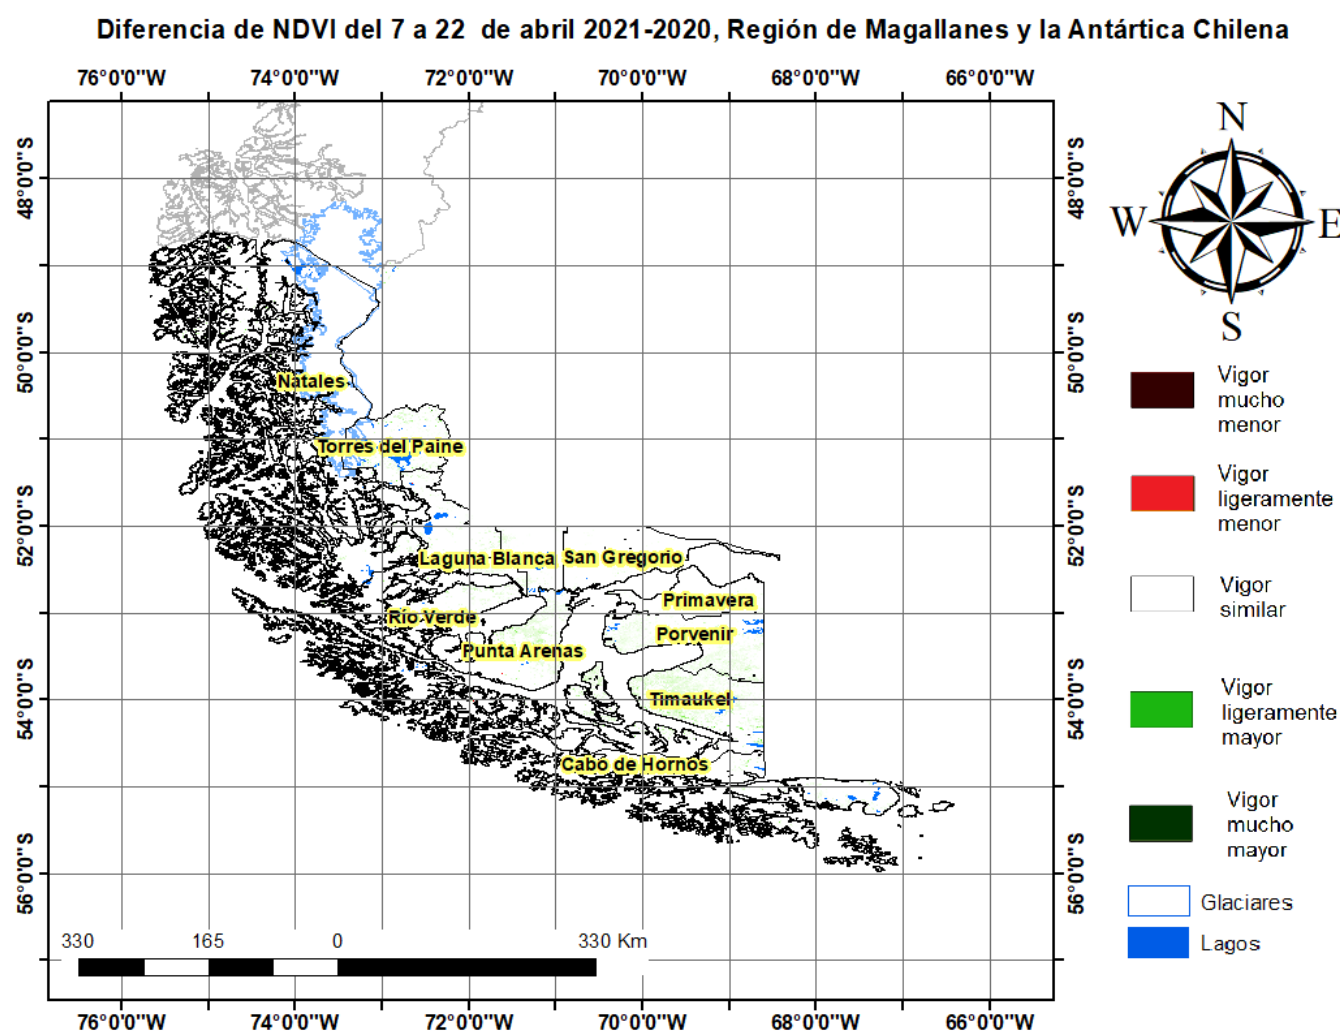 Diferencia de NDVI del 7 a 22 de abril 2021-2020, Región de Magallanes y la Antártica Chilena
76°0'0"W 74°0'0"W 72°0'0"W 70°0'0"W 68°0'0"W 66°0'0"W
N
W E
S
48°0'0"S 48°0'0"S
50°0'0"S 50°0'0"S
52°0'0"S 52°0'0"S
54°0'0"S 54°0'0"S
56°0'0"S 56°0'0"S
Natales
Torres del Paine
Laguna Blanca San Gregorio
Primavera
Río Verde
Porvenir
Punta Arenas
Timaukel
Cabo de Hornos
Vigor
mucho
menor
Vigor
ligeramente
menor
Vigor
similar
Vigor
ligeramente
mayor
Vigor
mucho
mayor
Glaciares
Lagos
330 165 0 330 Km
76°0'0"W 74°0'0"W 72°0'0"W 70°0'0"W 68°0'0"W 66°0'0"W